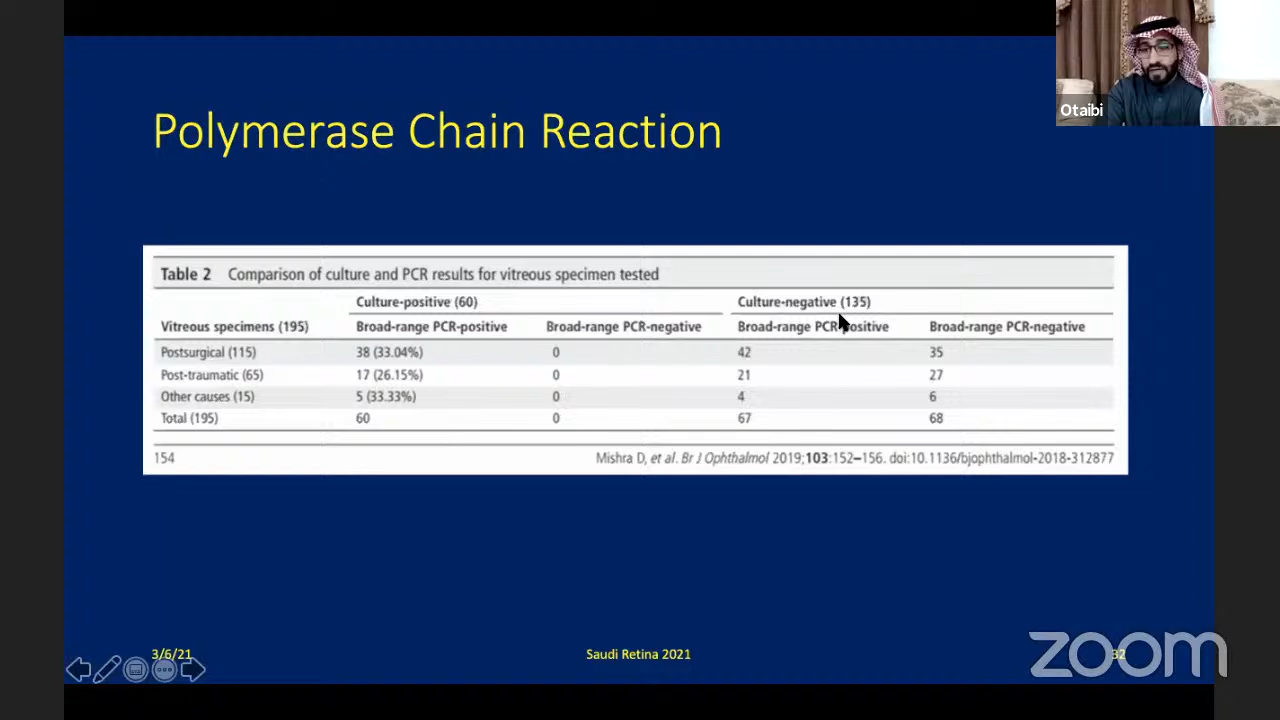 Otaibi
Polymerase Chain Reaction
Table 2 Comparison of culture and PCR results for vitreous specimen tested
Culture-positive (60) Culture-negative (135)
Vitreous specimens (195) Broad-range PCR-positive Broad-range PCR-negative Broad-range PCR-positive Broad-range PCR-negative
Postsurgical (115) 38 (33.04%) 0 42 35
Post-traumatic (65) 17 (26.15%) 0 21 27
Other causes (15) 5 (33.33%) 0 4 6
Total (195) 60 0 67 68
154 Mishra D, et al. Br J Ophthalmol 2019;103:152–156. doi:10.1136/bjophthalmol-2018-312877
3/6/21 Saudi Retina 2021 32
zoom